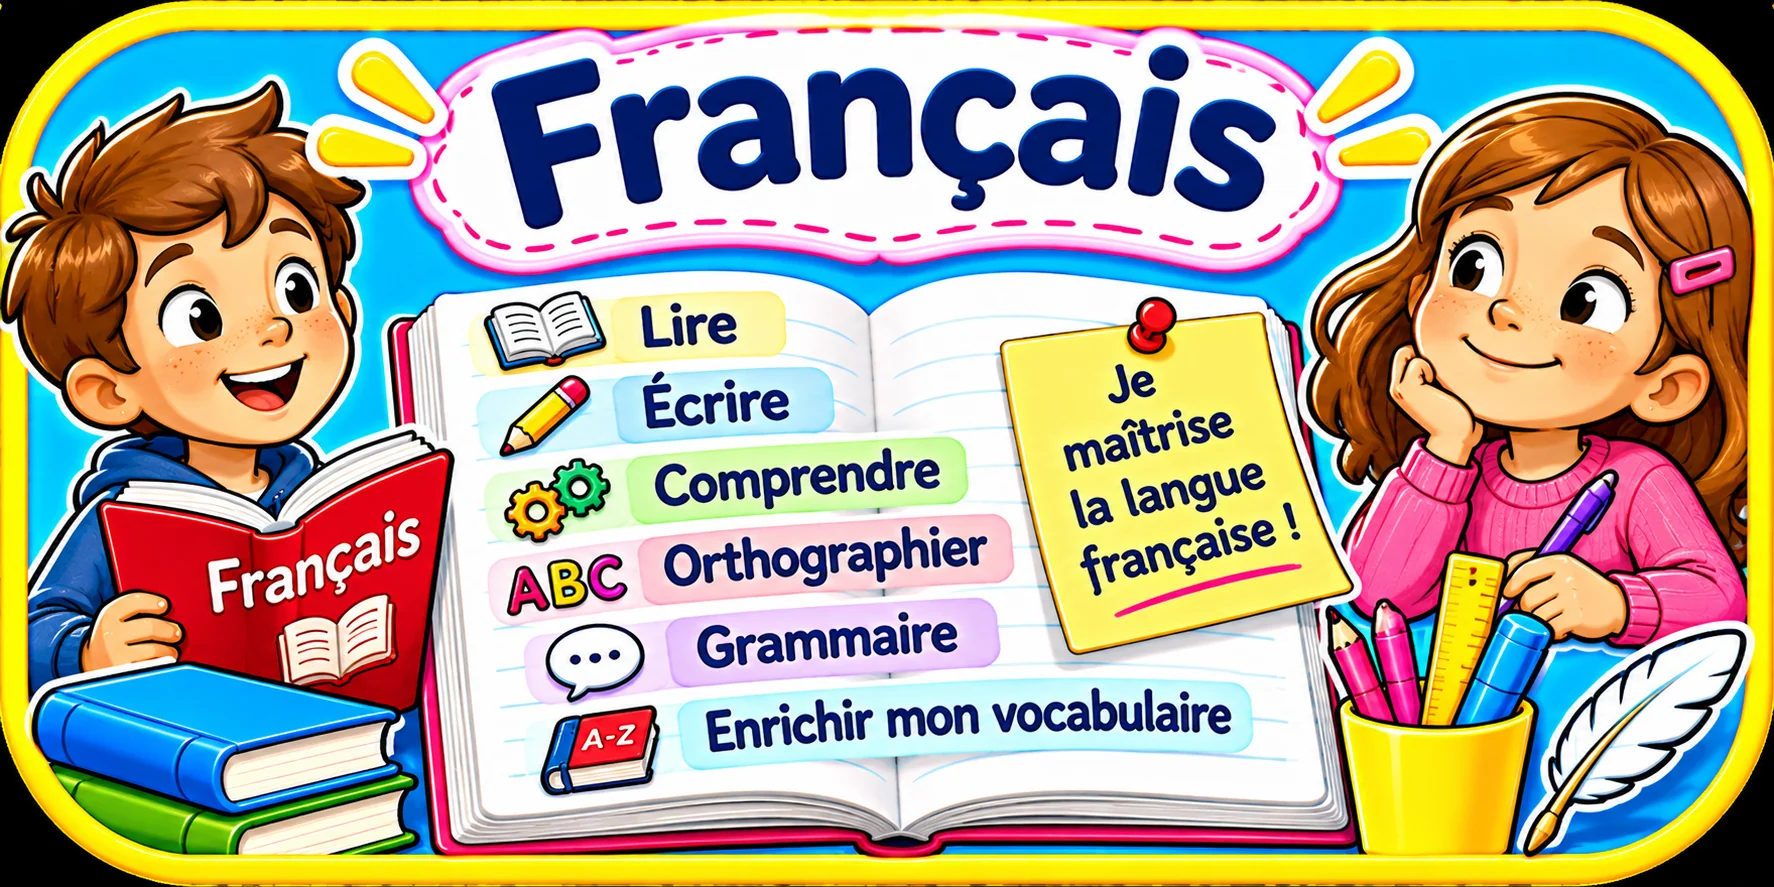 Français
Lire
Écrire
Comprendre
ABC
Orthographier
Grammaire
A-Z
Enrichir mon vocabulaire
Je
maîtrise
la langue
française !
Français